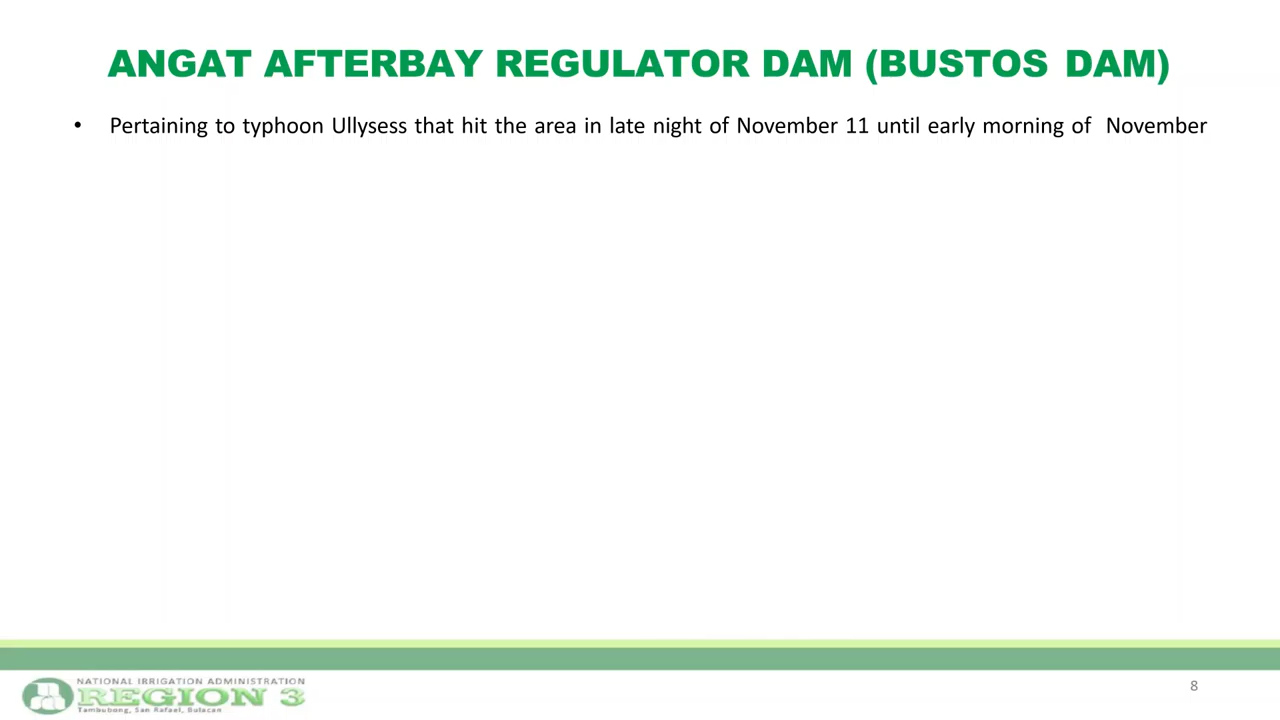 ANGAT AFTERBAY REGULATOR DAM (BUSTOS DAM)
• Pertaining to typhoon Ullysess that hit the area in late night of November 11 until early morning of November
NATIONAL IRRIGATION ADMINISTRATION
REGION 3
Tambubong, San Rafael, Bulacan
8